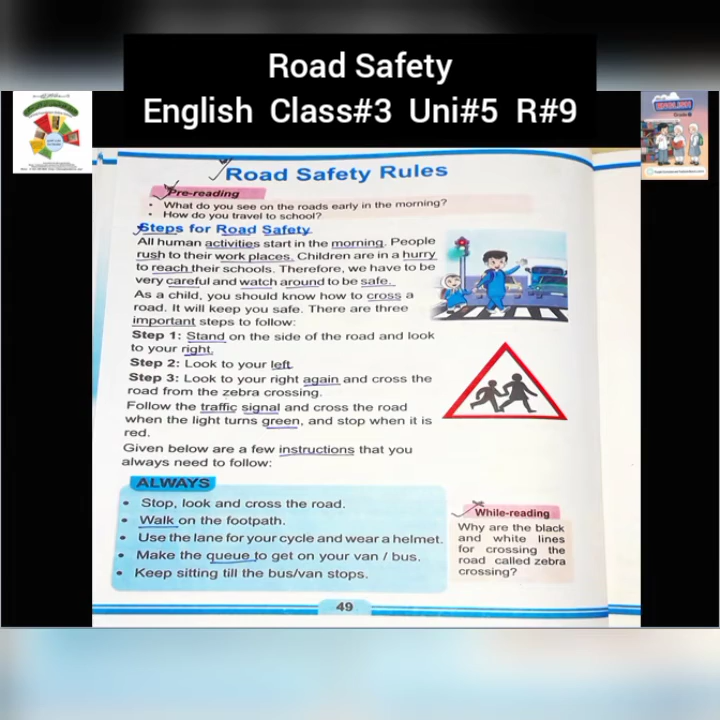 Road Safety
English Class#3 Uni#5 R#9
ENGLISH
Road Safety Rules
Pre-reading
• What do you see on the roads early in the morning?
• How do you travel to school?
Steps for Road Safety
All human activities start in the morning. People
rush to their work places. Children are in a hurry
to reach their schools. Therefore, we have to be
very careful and watch around to be safe.
As a child, you should know how to cross a
road. It will keep you safe. There are three
important steps to follow:
Step 1: Stand on the side of the road and look
to your right.
Step 2: Look to your left.
Step 3: Look to your right again and cross the
road from the zebra crossing.
Follow the traffic signal and cross the road
when the light turns green, and stop when it is
red.
Given below are a few instructions that you
always need to follow:
ALWAYS
• Stop, look and cross the road.
• Walk on the footpath.
• Use the lane for your cycle and wear a helmet.
• Make the queue to get on your van / bus.
• Keep sitting till the bus/van stops.
While-reading
Why are the black
and white lines
for crossing the
road called zebra
crossing?
49